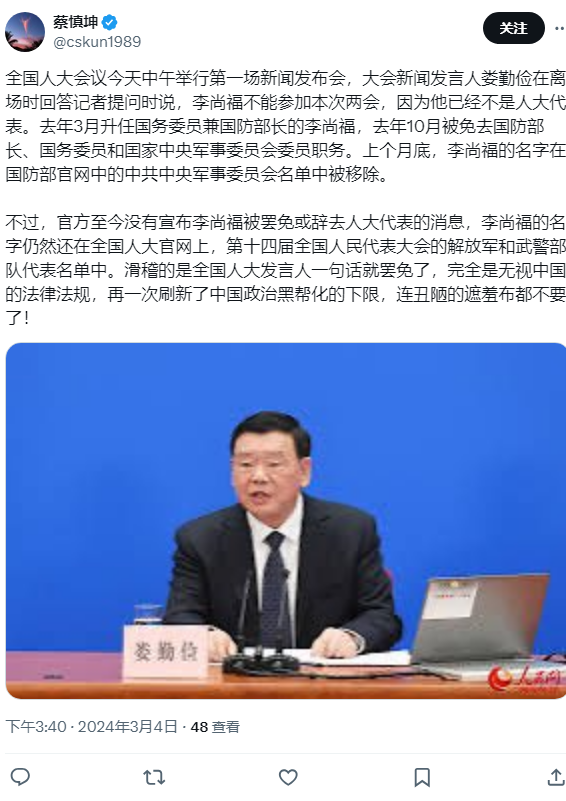 蔡慎坤
@cskun1989
关注
全国人大会议今天中午举行第一场新闻发布会，大会新闻发言人娄勤俭在离
场时回答记者提问时说，李尚福不能参加本次两会，因为他已经不是人大代
表。去年3月升任国务委员兼国防部长的李尚福，去年10月被免去国防部
长、国务委员和国家中央军事委员会委员职务。上个月底，李尚福的名字在
国防部官网中的中共中央军事委员会名单中被移除。
不过，官方至今没有宣布李尚福被罢免或辞去人大代表的消息，李尚福的名
字仍然还在全国人大官网上，第十四届全国人民代表大会的解放军和武警部
队代表名单中。滑稽的是全国人大发言人一句话就罢免了，完全是无视中国
的法律法规，再一次刷新了中国政治黑帮化的下限，连丑陋的遮羞布都不要
了！
娄勤俭
人民网
下午3:40 · 2024年3月4日 · 48 查看